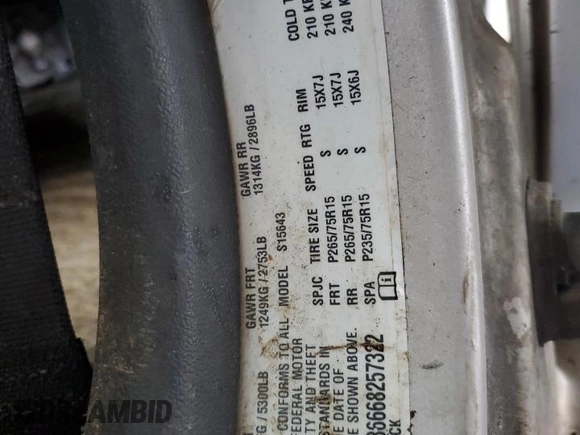 GAWR FRT GAWR RR
/5300LB 1249KG / 2753LB 1314KG / 2896LB
CONFORMS TO ALL MODEL S15643
FEDERAL MOTOR
TY AND THEFT SPJC TIRE SIZE SPEED RTG RIM COLD
STANDARDS IN FRT P265/75R15 S 15X7J 210
DATE OF RR P265/75R15 S 15X7J 210
SHOWN ABOVE. SPA P235/75R15 S 15X6J 240
66668257322
CK